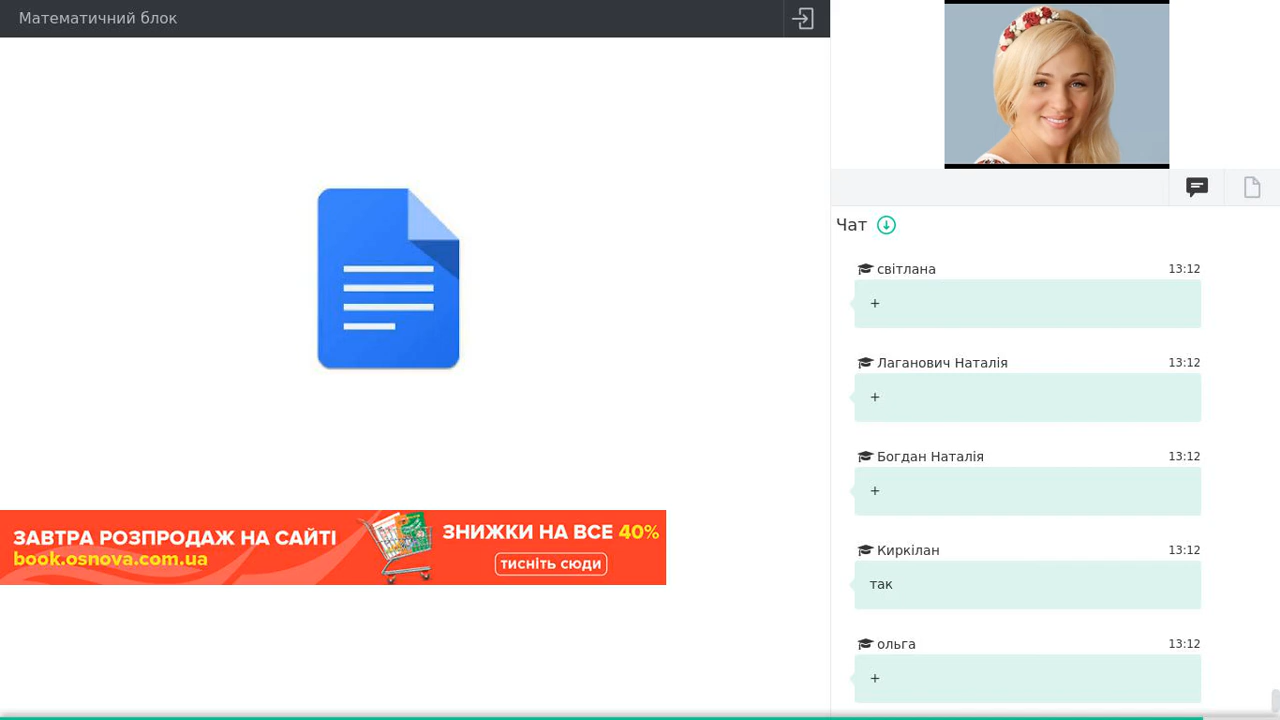 Математичний блок
ЗАВТРА РОЗПРОДАЖ НА САЙТІ
book.osnova.com.ua
ЗНИЖКИ НА ВСЕ 40%
тисніть сюди
Чат
світлана 13:12
+
Лаганович Наталія 13:12
+
Богдан Наталія 13:12
+
Киркілан 13:12
так
ольга 13:12
+